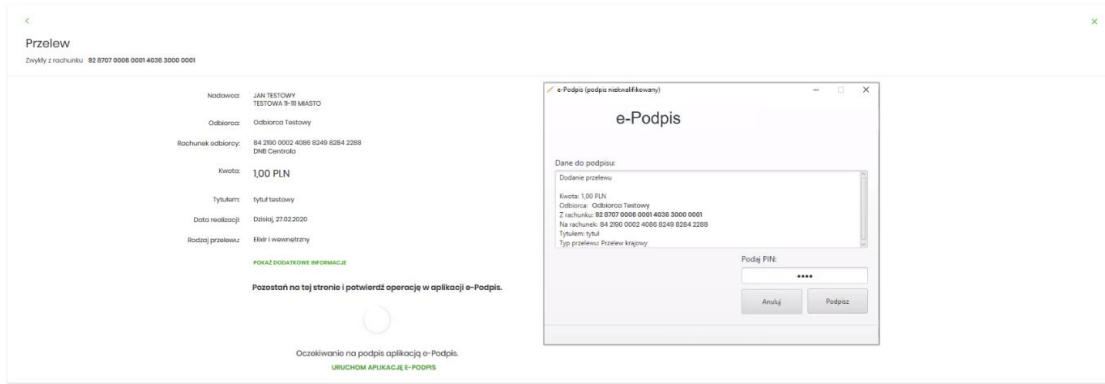 Przelew
Zwykły z rachunku 82 8707 0006 0001 4036 3000 0001
Nadawca: JAN TESTOWY
TESTOWA 11-111 MIASTO
Odbiorca: Odbiorca Testowy
Rachunek odbiorcy: 84 2190 0002 4086 8249 8284 2288
DNB Centrala
Kwota: 1,00 PLN
Tytułem: tytuł testowy
Data realizacji: Dzisiaj, 27.02.2020
Rodzaj przelewu: Elixir i wewnętrzny
POKAŻ DODATKOWE INFORMACJE
Pozostań na tej stronie i potwierdź operację w aplikacji e-Podpis.
Oczekiwanie na podpis aplikacją e-Podpis.
URUCHOM APLIKACJĘ E-PODPIS
e-Podpis (podpis niekwalifikowany)
e-Podpis
Dane do podpisu:
Dodanie przelewu
Kwota: 1,00 PLN
Odbiorca: Odbiorca Testowy
Z rachunku: 82 8707 0006 0001 4036 3000 0001
Na rachunek: 84 2190 0002 4086 8249 8284 2288
Tytułem: tytuł
Typ przelewu: Przelew krajowy
Podaj PIN:
••••
Anuluj Podpisz